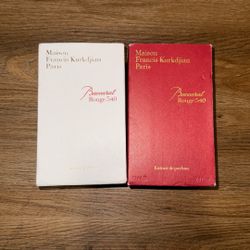 Maison
Francis Kurkdjian
Paris
Baccarat
Rouge 540
Maison
Francis Kurkdjian
Paris
Baccarat
Rouge 540
Extrait de parfum